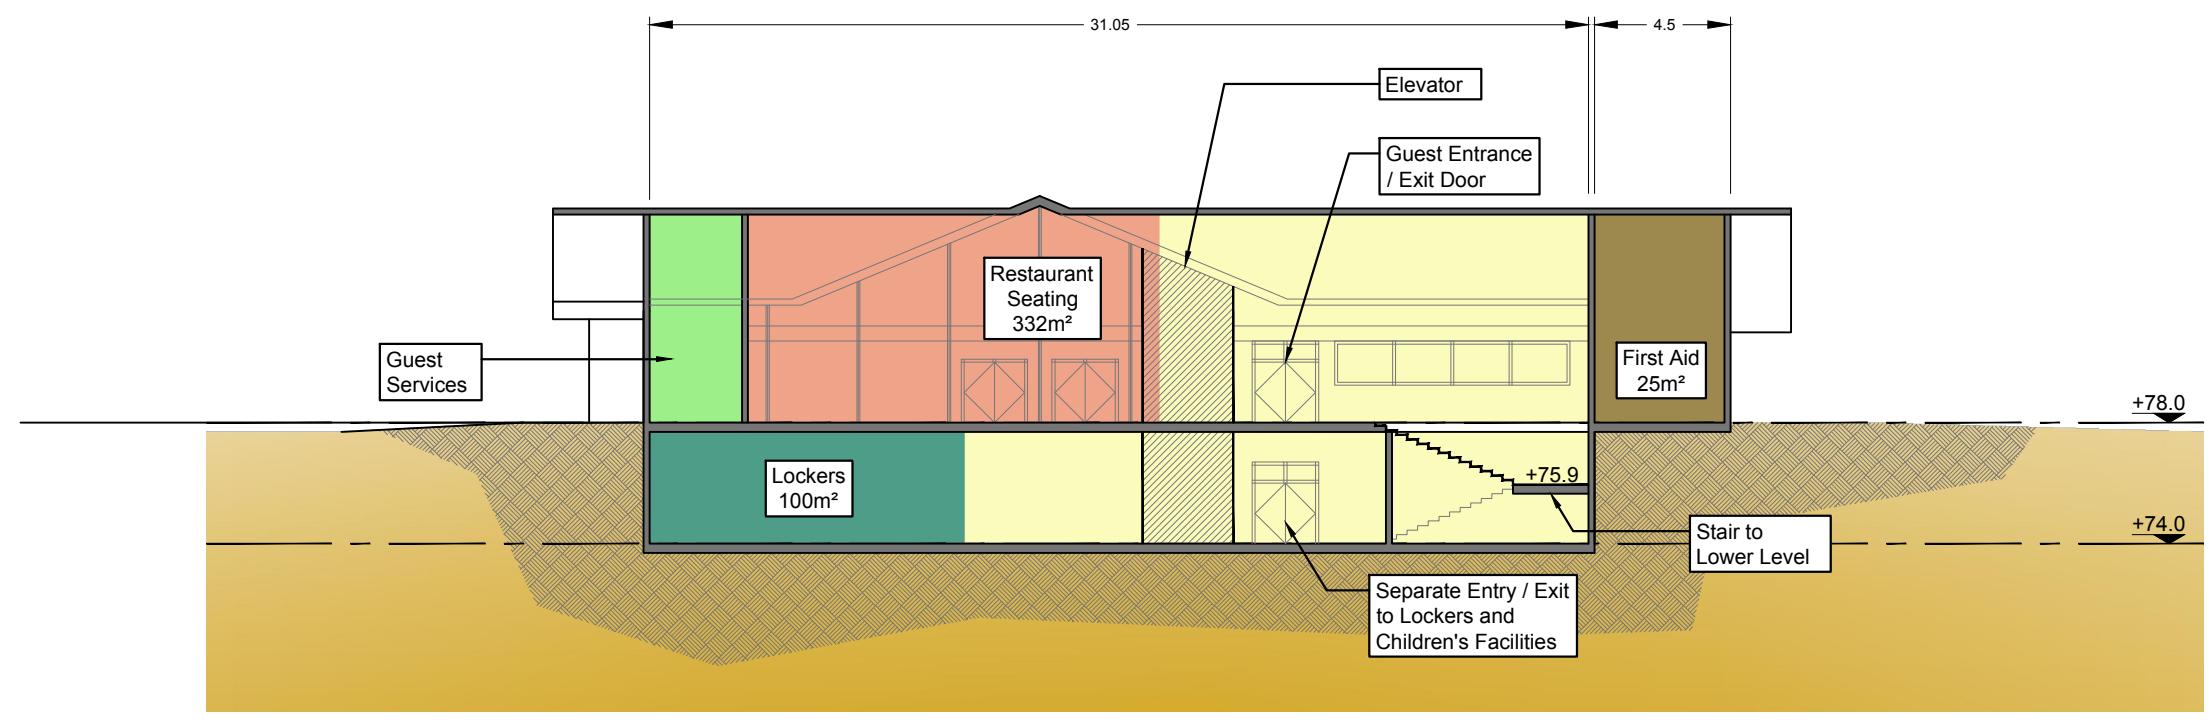 31.05
4.5
Elevator
Guest Entrance
/ Exit Door
Restaurant
Seating
332m²
Guest
Services
First Aid
25m²
+78.0
Lockers
100m²
+75.9
Stair to
Lower Level
+74.0
Separate Entry / Exit
to Lockers and
Children's Facilities